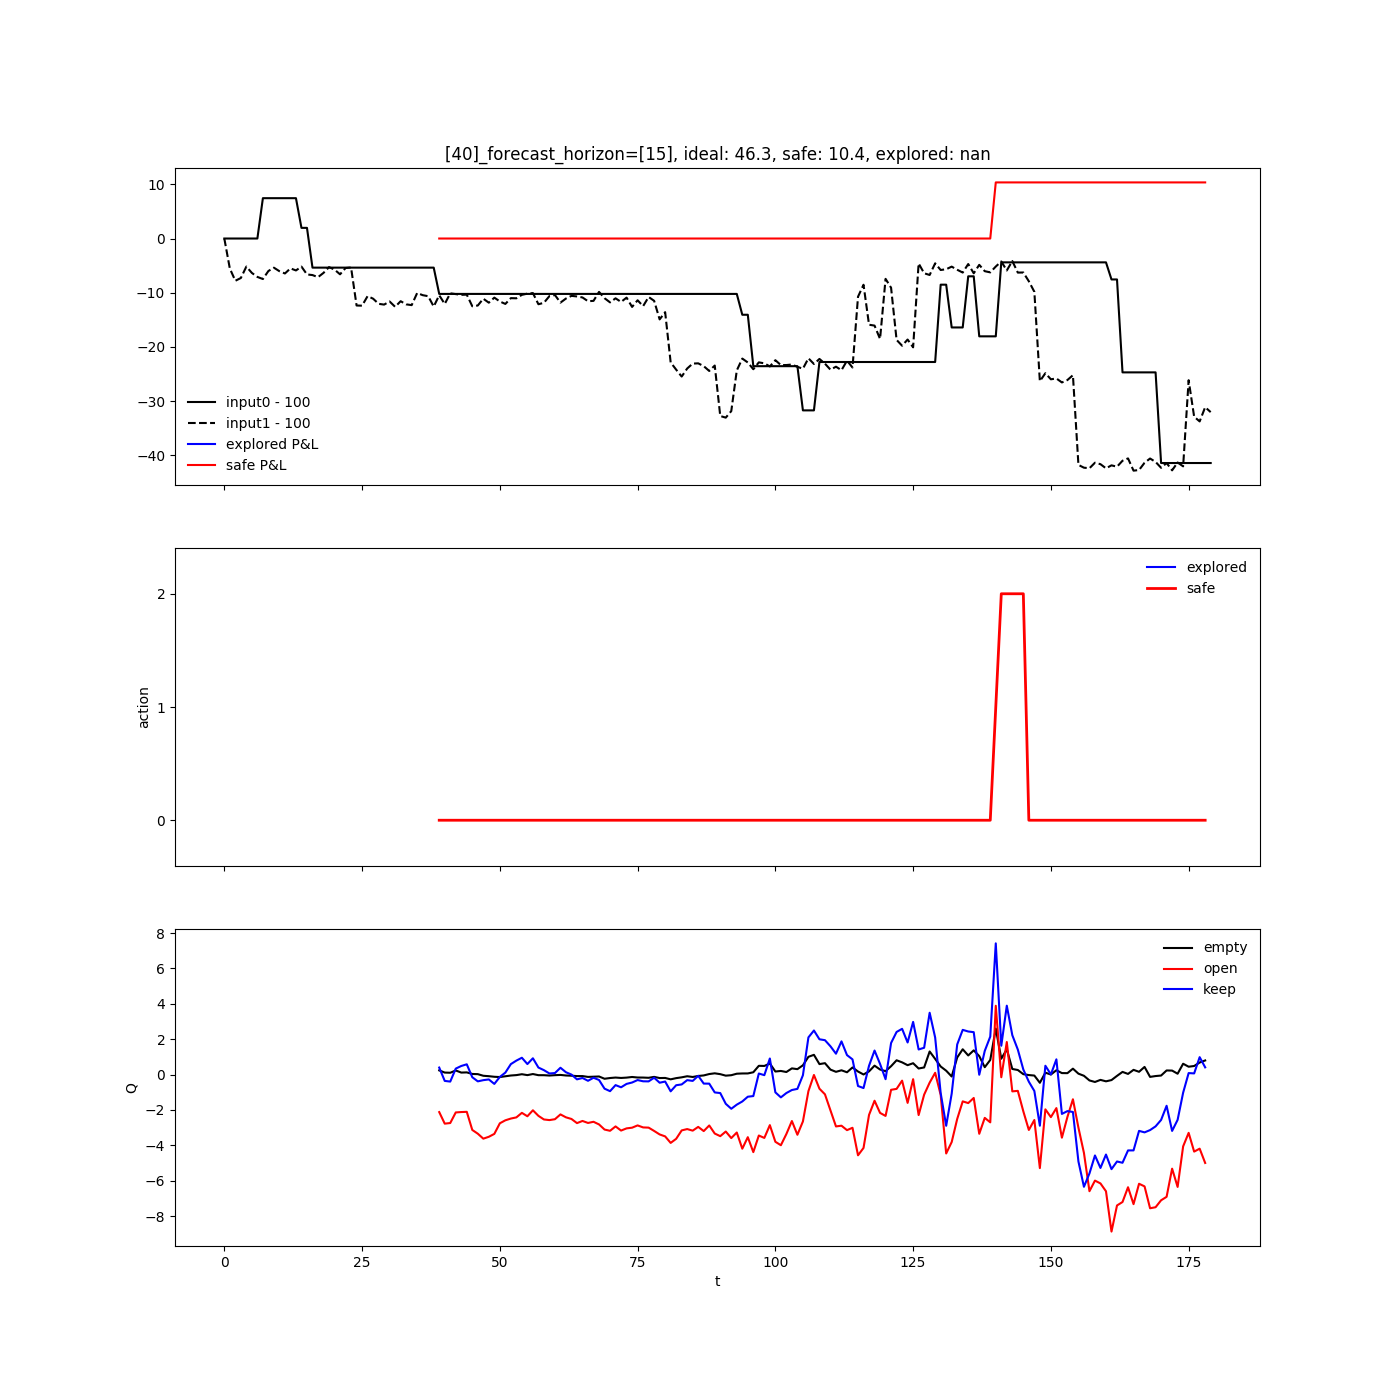 [40]_forecast_horizon=[15], ideal: 46.3, safe: 10.4, explored: nan
10
0
−10
−20
−30
−40
input0 - 100
input1 - 100
explored P&L
safe P&L
action
2
1
0
explored
safe
Q
8
6
4
2
0
−2
−4
−6
−8
empty
open
keep
0 25 50 75 100 125 150 175
t